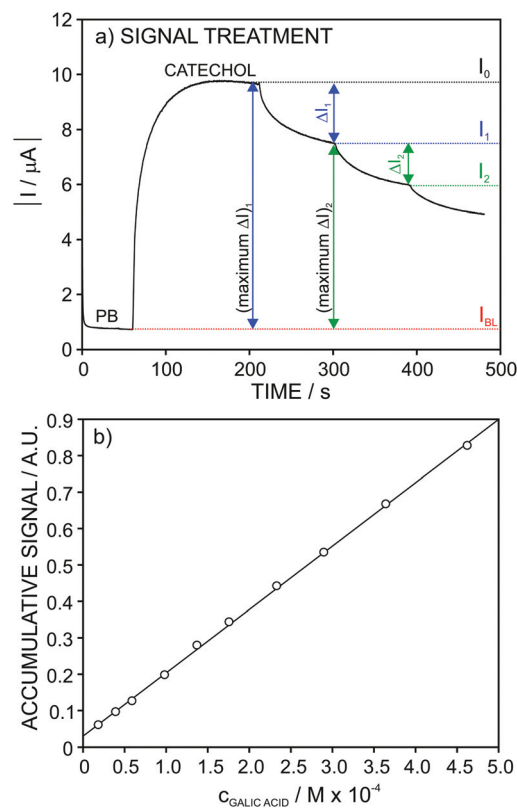 a) SIGNAL TREATMENT
12
10
8
6
4
2
0
| I / μA |
CATECHOL
PB
(maximum ΔI)₁
(maximum ΔI)₂
ΔI₁
ΔI₂
I₀
I₁
I₂
I_BL
0 100 200 300 400 500
TIME / s
b)
0.9
0.8
0.7
0.6
0.5
0.4
0.3
0.2
0.1
0
ACCUMULATIVE SIGNAL / A.U.
0 0.5 1.0 1.5 2.0 2.5 3.0 3.5 4.0 4.5 5.0
c_GALIC ACID / M x 10⁻⁴